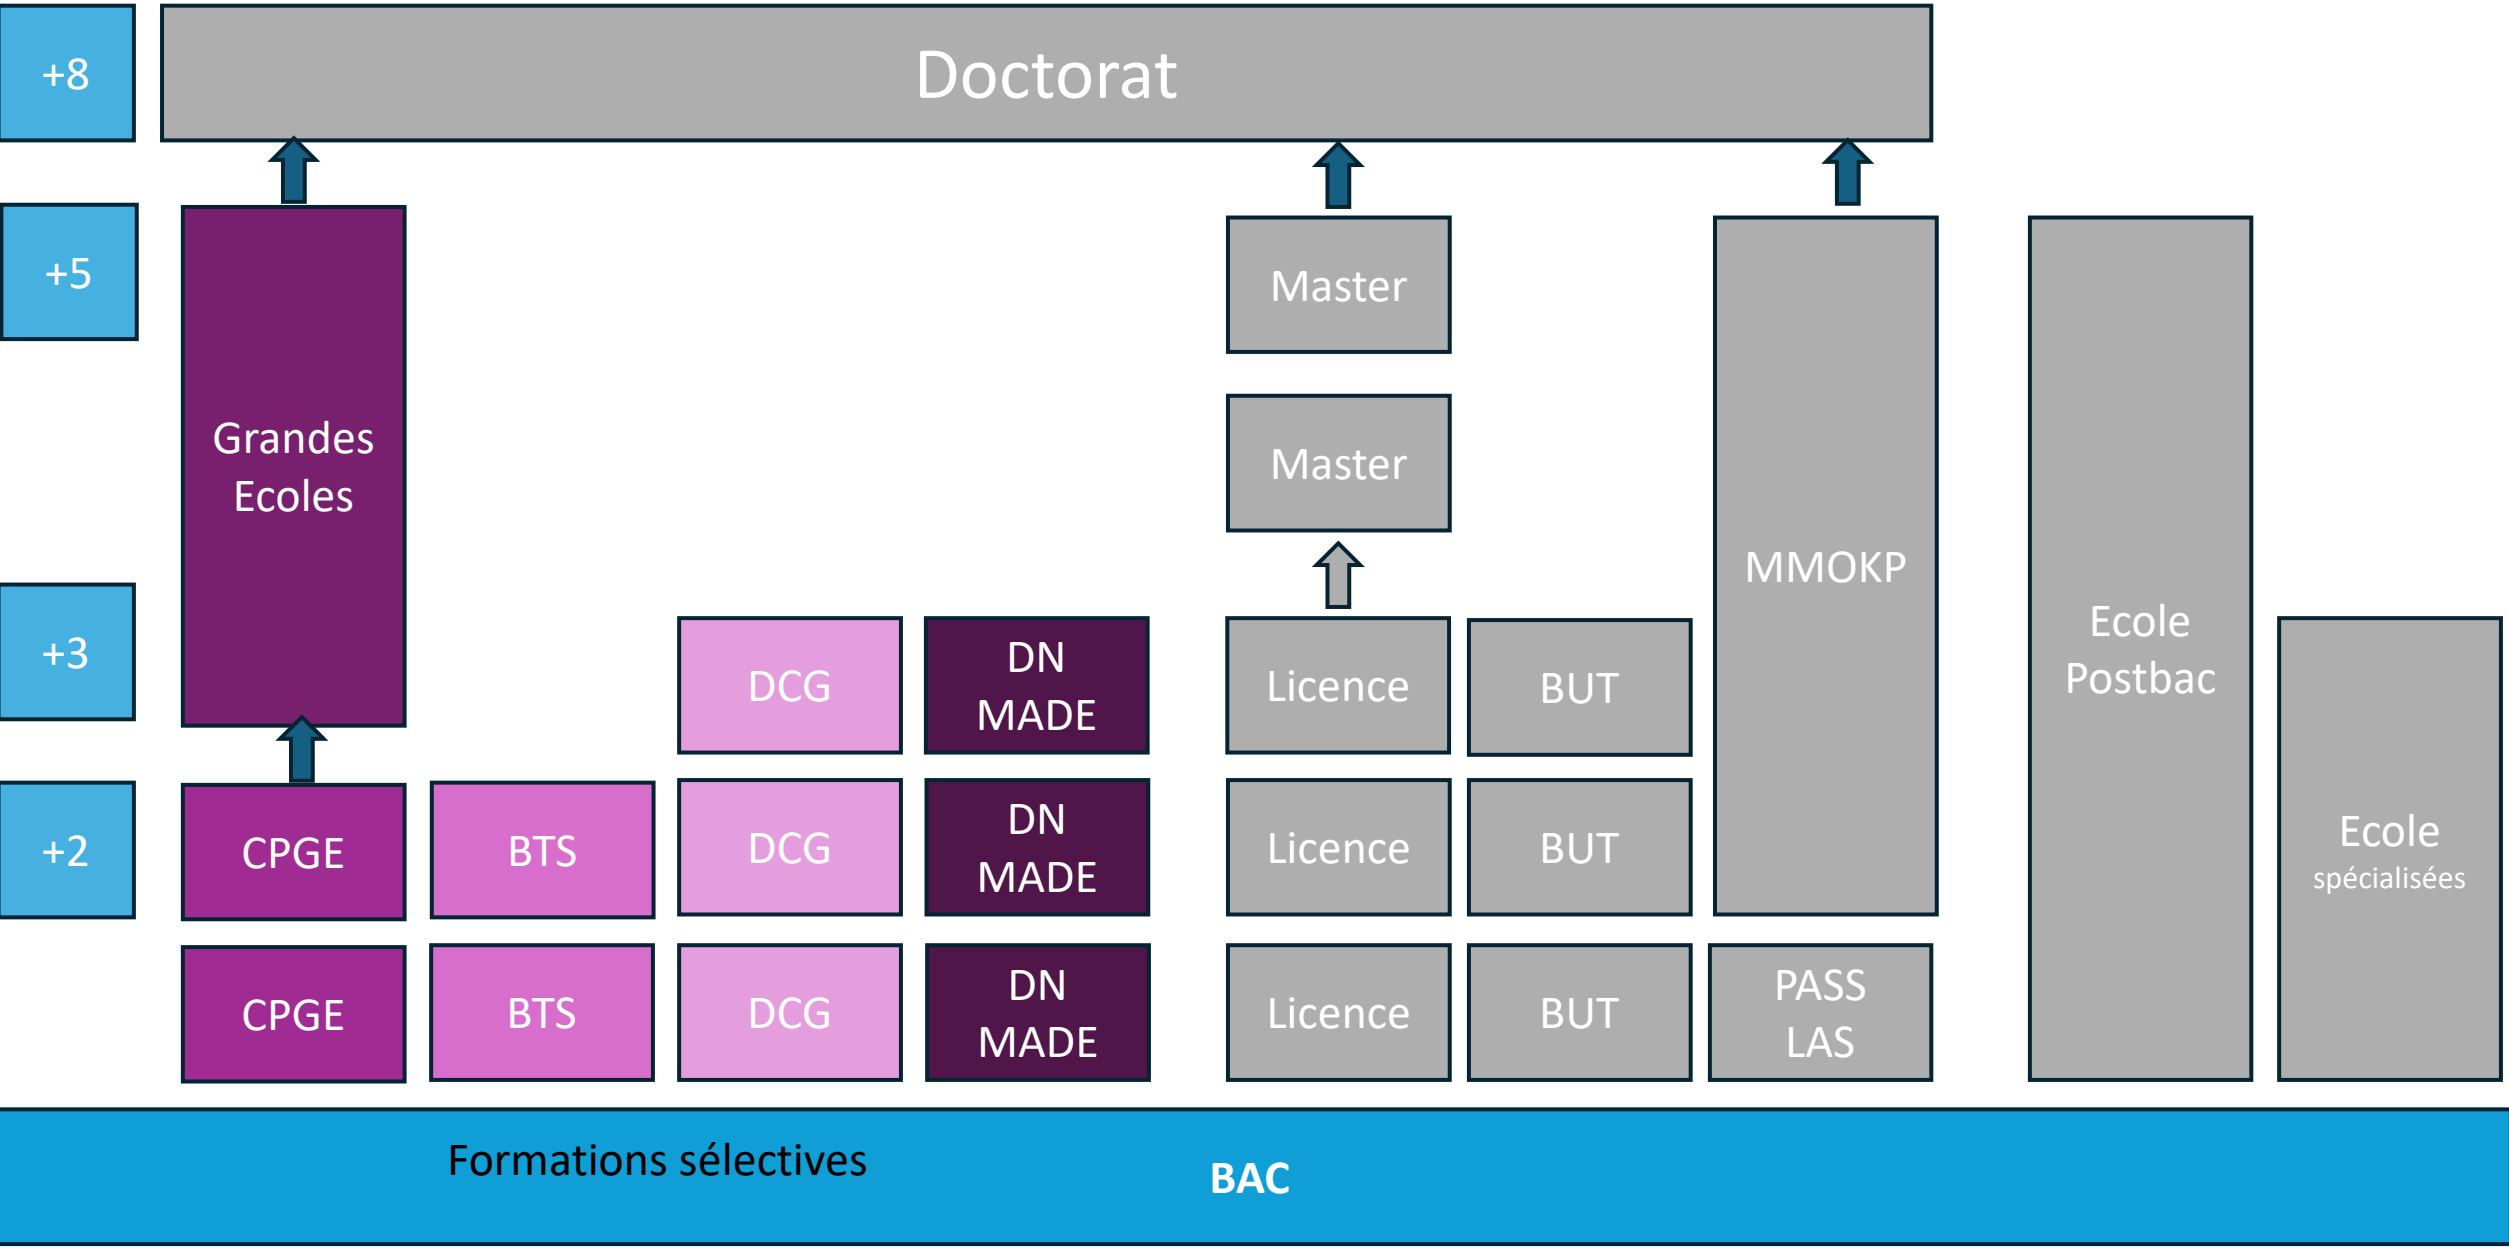 +8
Doctorat
+5
Master
Grandes
Ecoles
Master
MMOKP
+3
DCG
DN
MADE
Licence
BUT
Ecole
Postbac
+2
CPGE
BTS
DCG
DN
MADE
Licence
BUT
Ecole
spécialisées
CPGE
BTS
DCG
DN
MADE
Licence
BUT
PASS
LAS
Formations sélectives
BAC